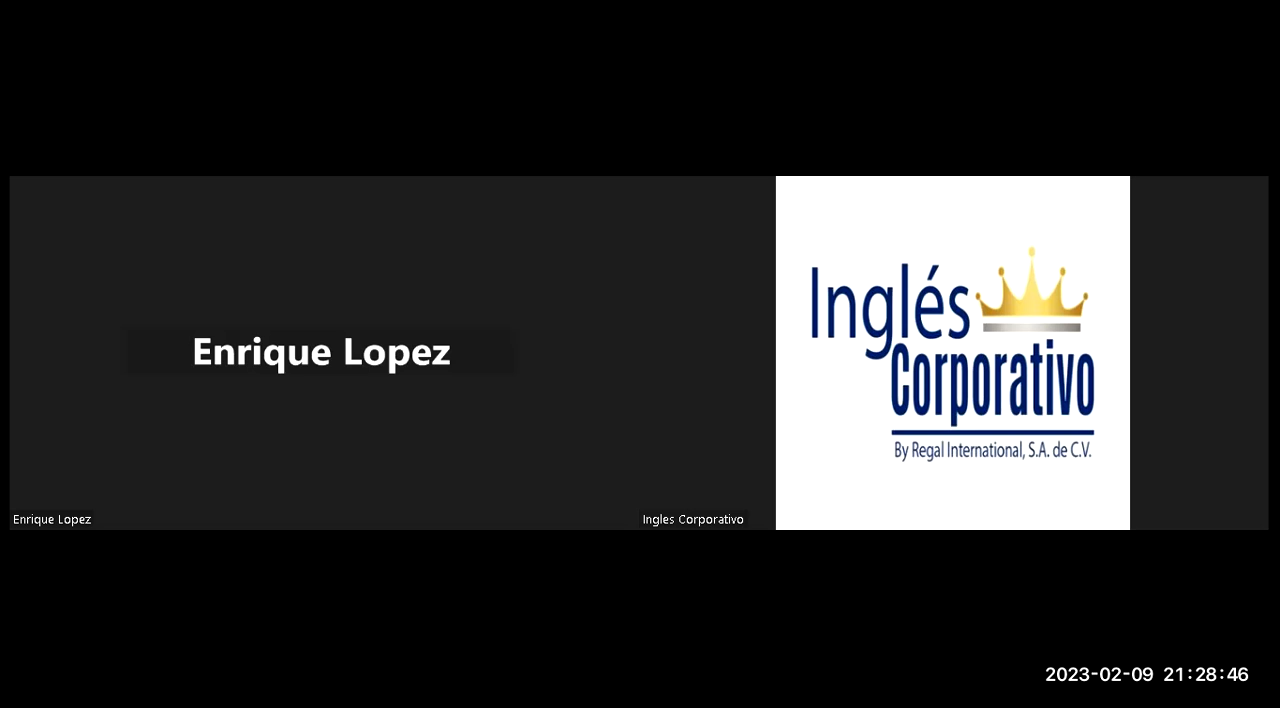 Enrique Lopez
Enrique Lopez
Inglés
Corporativo
By Regal International, S.A. de C.V.
Ingles Corporativo
2023-02-09 21:28:46